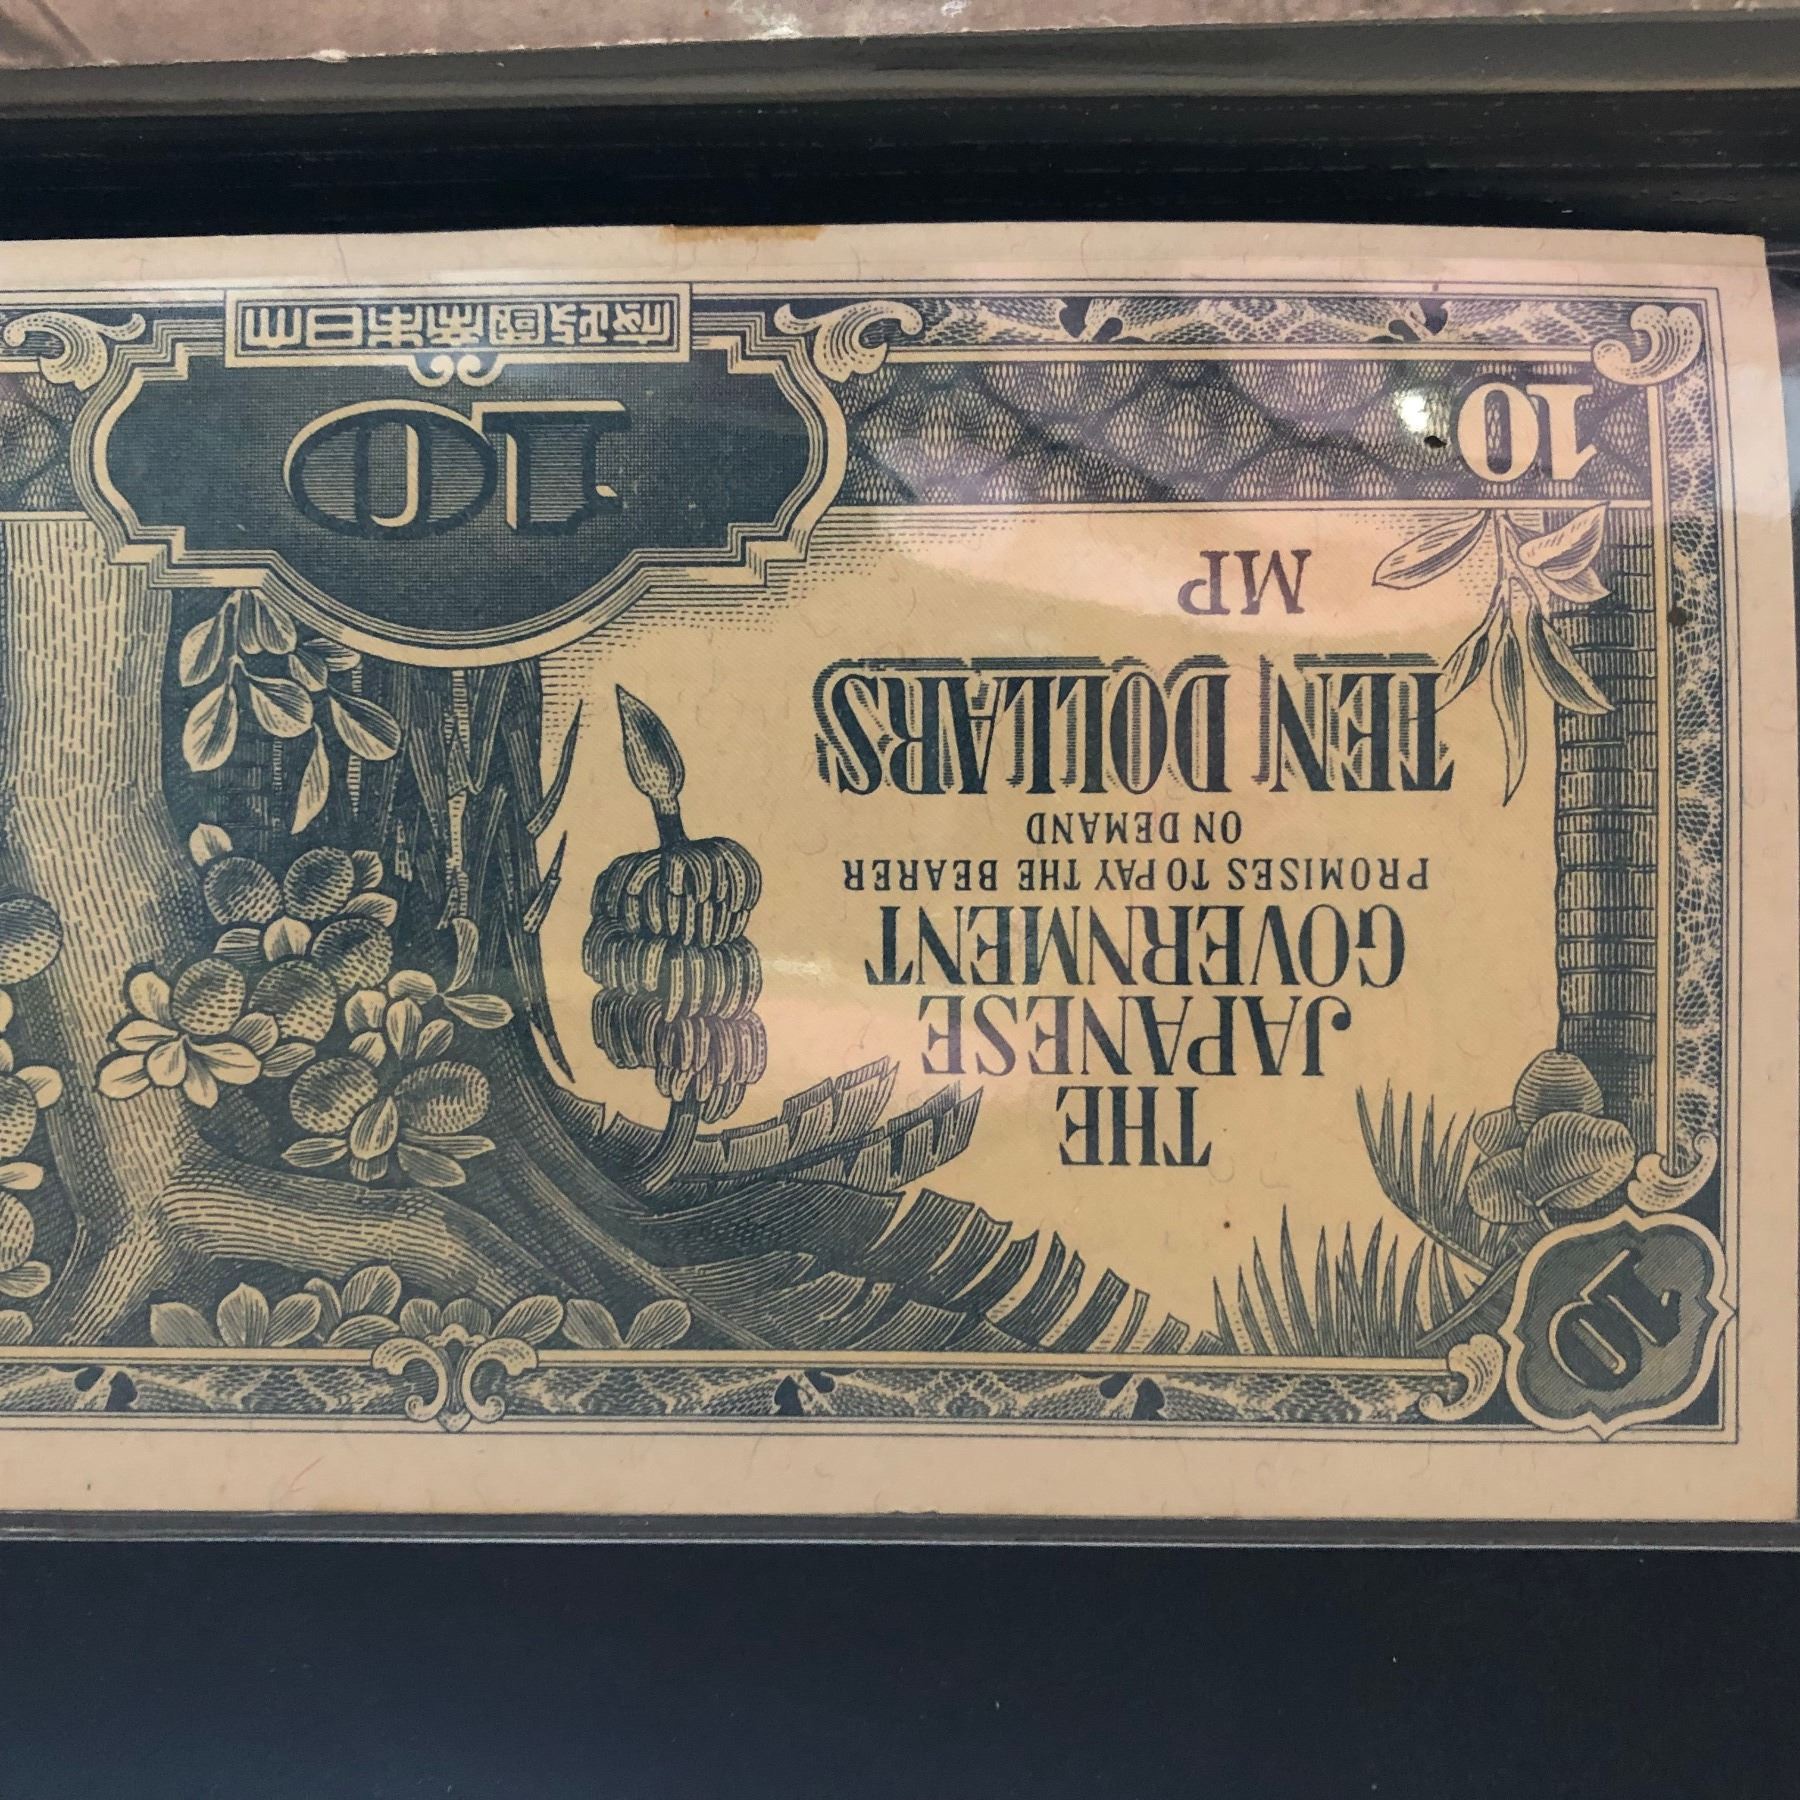 10
THE
JAPANESE
GOVERNMENT
PROMISES TO PAY THE BEARER
ON DEMAND
TEN DOLLARS
MP
10
10
大日本帝國政府